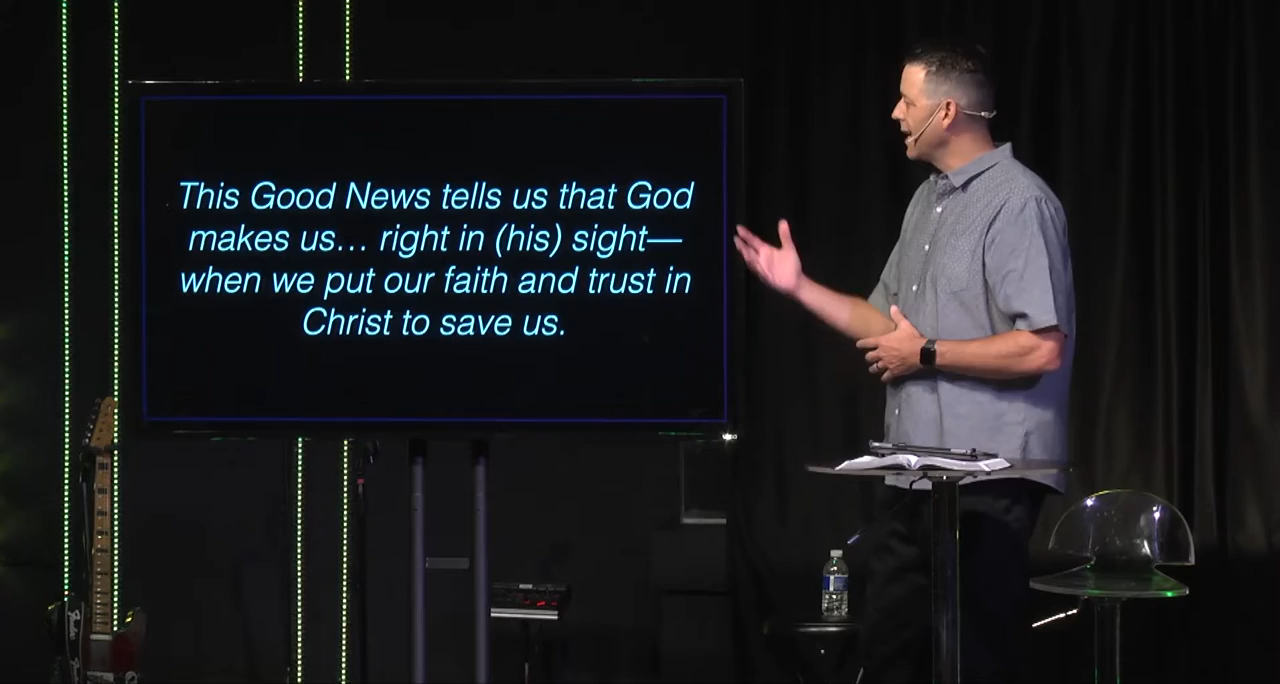 This Good News tells us that God
makes us… right in (his) sight—
when we put our faith and trust in
Christ to save us.
Fender